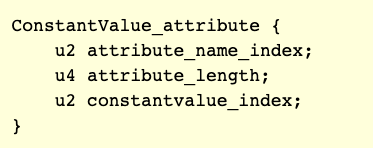 ConstantValue_attribute {
    u2 attribute_name_index;
    u4 attribute_length;
    u2 constantvalue_index;
}